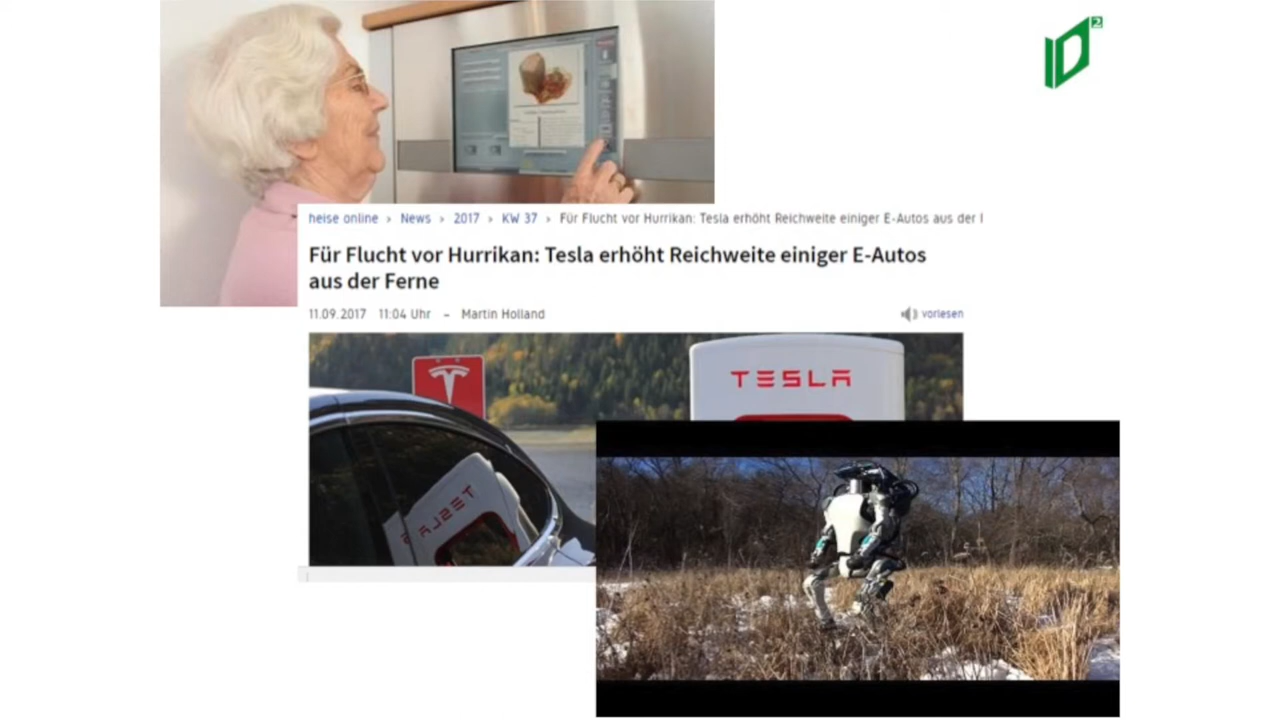 ID²
heise online › News › 2017 › KW 37 › Für Flucht vor Hurrikan: Tesla erhöht Reichweite einiger E-Autos aus der
Für Flucht vor Hurrikan: Tesla erhöht Reichweite einiger E-Autos
aus der Ferne
11.09.2017 11:04 Uhr – Martin Holland
vorlesen
TESLA
TESLA